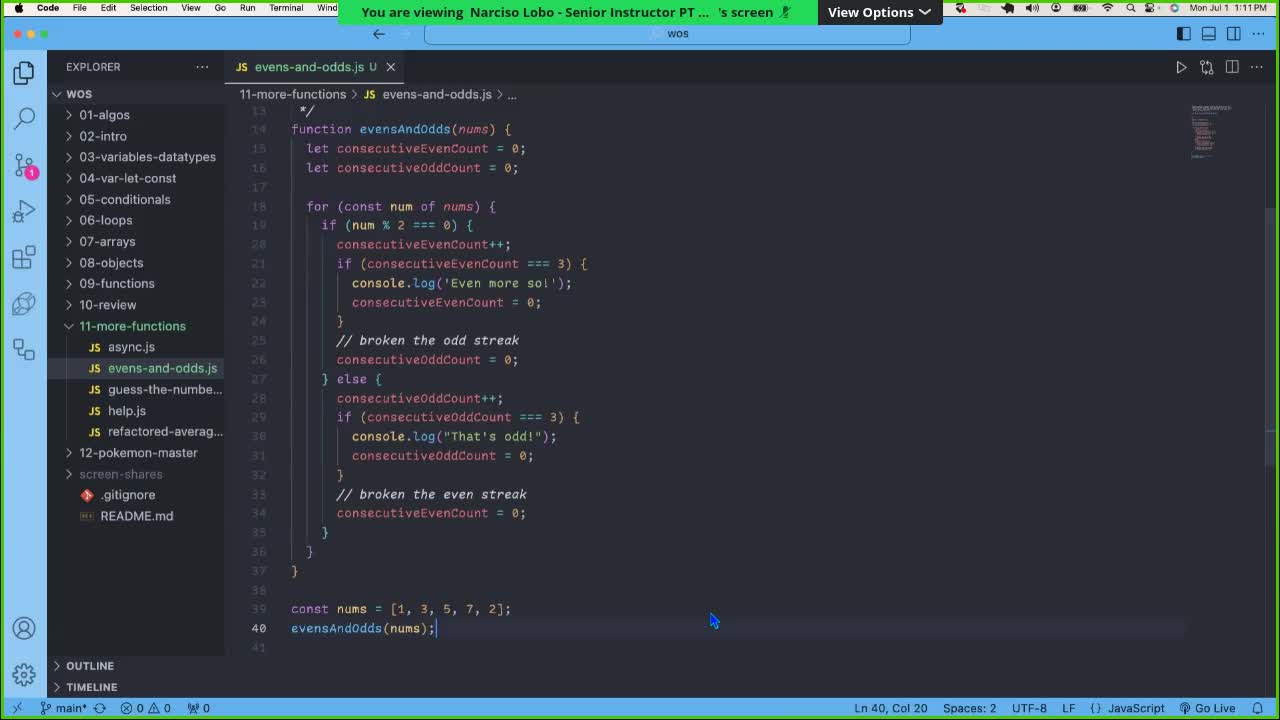 Code File Edit Selection View Go Run Terminal Wind
Mon Jul 1 1:11 PM
You are viewing Narciso Lobo - Senior Instructor PT ... 's screen
View Options
wos
EXPLORER
JS evens-and-odds.js U
WOS
11-more-functions > JS evens-and-odds.js > ...
01-algos
02-intro
03-variables-datatypes
04-var-let-const
05-conditionals
06-loops
07-arrays
08-objects
09-functions
10-review
11-more-functions
JS async.js
JS evens-and-odds.js
JS guess-the-numbe...
JS help.js
JS refactored-averag...
12-pokemon-master
screen-shares
.gitignore
README.md
OUTLINE
TIMELINE
13 */
14 function evensAndOdds(nums) {
15 let consecutiveEvenCount = 0;
16 let consecutiveOddCount = 0;
17
18 for (const num of nums) {
19 if (num % 2 === 0) {
20 consecutiveEvenCount++;
21 if (consecutiveEvenCount === 3) {
22 console.log('Even more so!');
23 consecutiveEvenCount = 0;
24 }
25 // broken the odd streak
26 consecutiveOddCount = 0;
27 } else {
28 consecutiveOddCount++;
29 if (consecutiveOddCount === 3) {
30 console.log("That's odd!");
31 consecutiveOddCount = 0;
32 }
33 // broken the even streak
34 consecutiveEvenCount = 0;
35 }
36 }
37 }
38
39 const nums = [1, 3, 5, 7, 2];
40 evensAndOdds(nums);
41
1
main* 0 0 0
Ln 40, Col 20 Spaces: 2 UTF-8 LF {} JavaScript Go Live